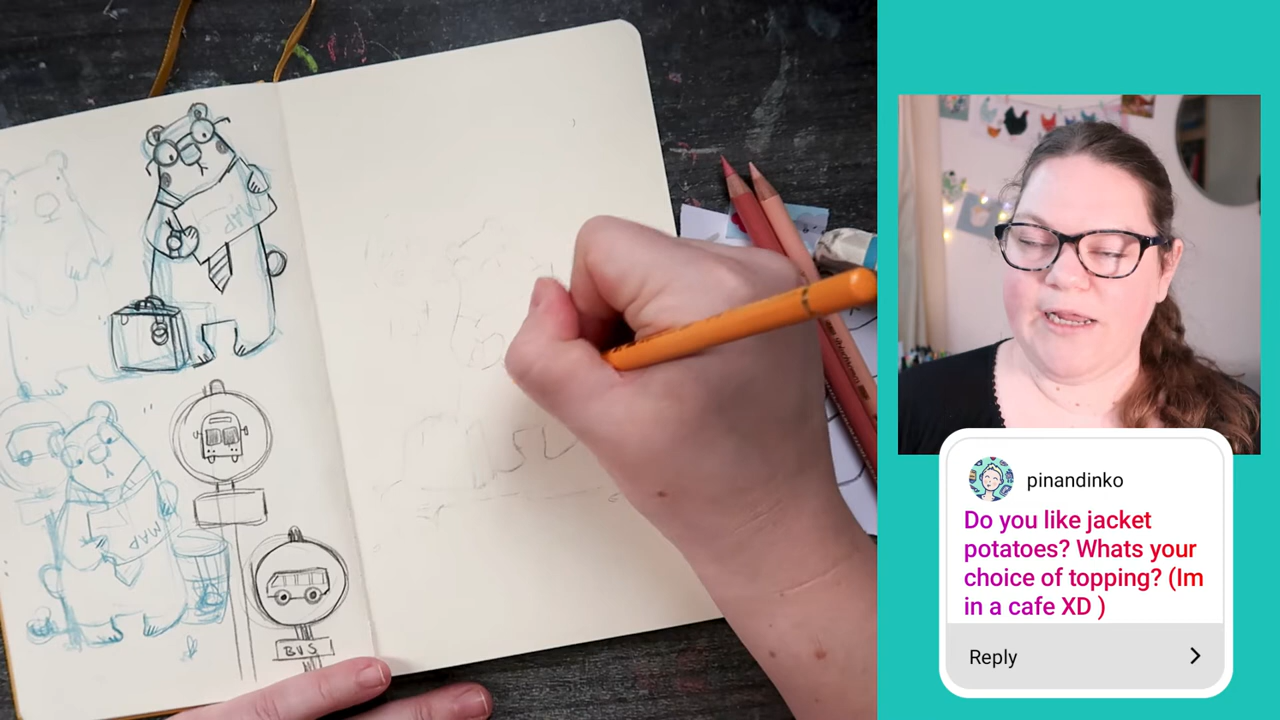 MAP
MAP
BUS
pinandinko
Do you like jacket
potatoes? Whats your
choice of topping? (Im
in a cafe XD )
Reply